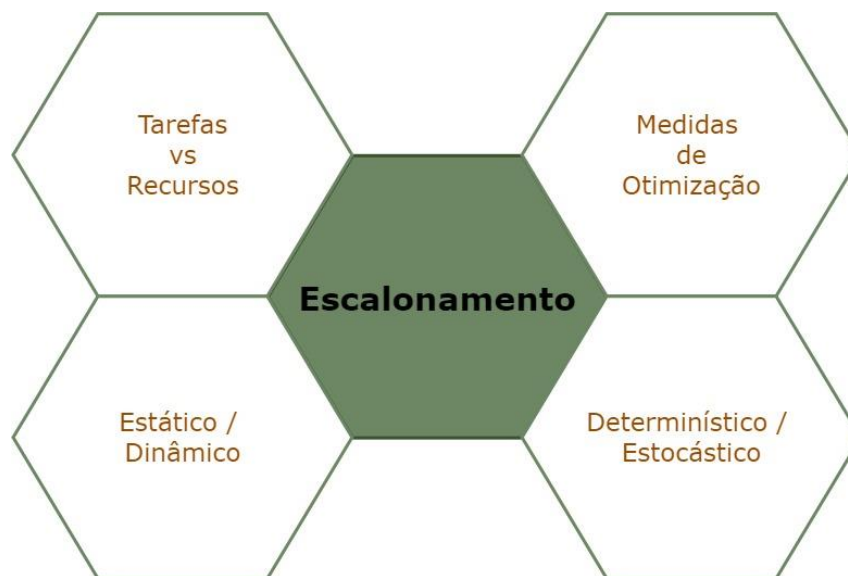 Tarefas
vs
Recursos
Medidas
de
Otimização
Escalonamento
Estático /
Dinâmico
Determinístico /
Estocástico